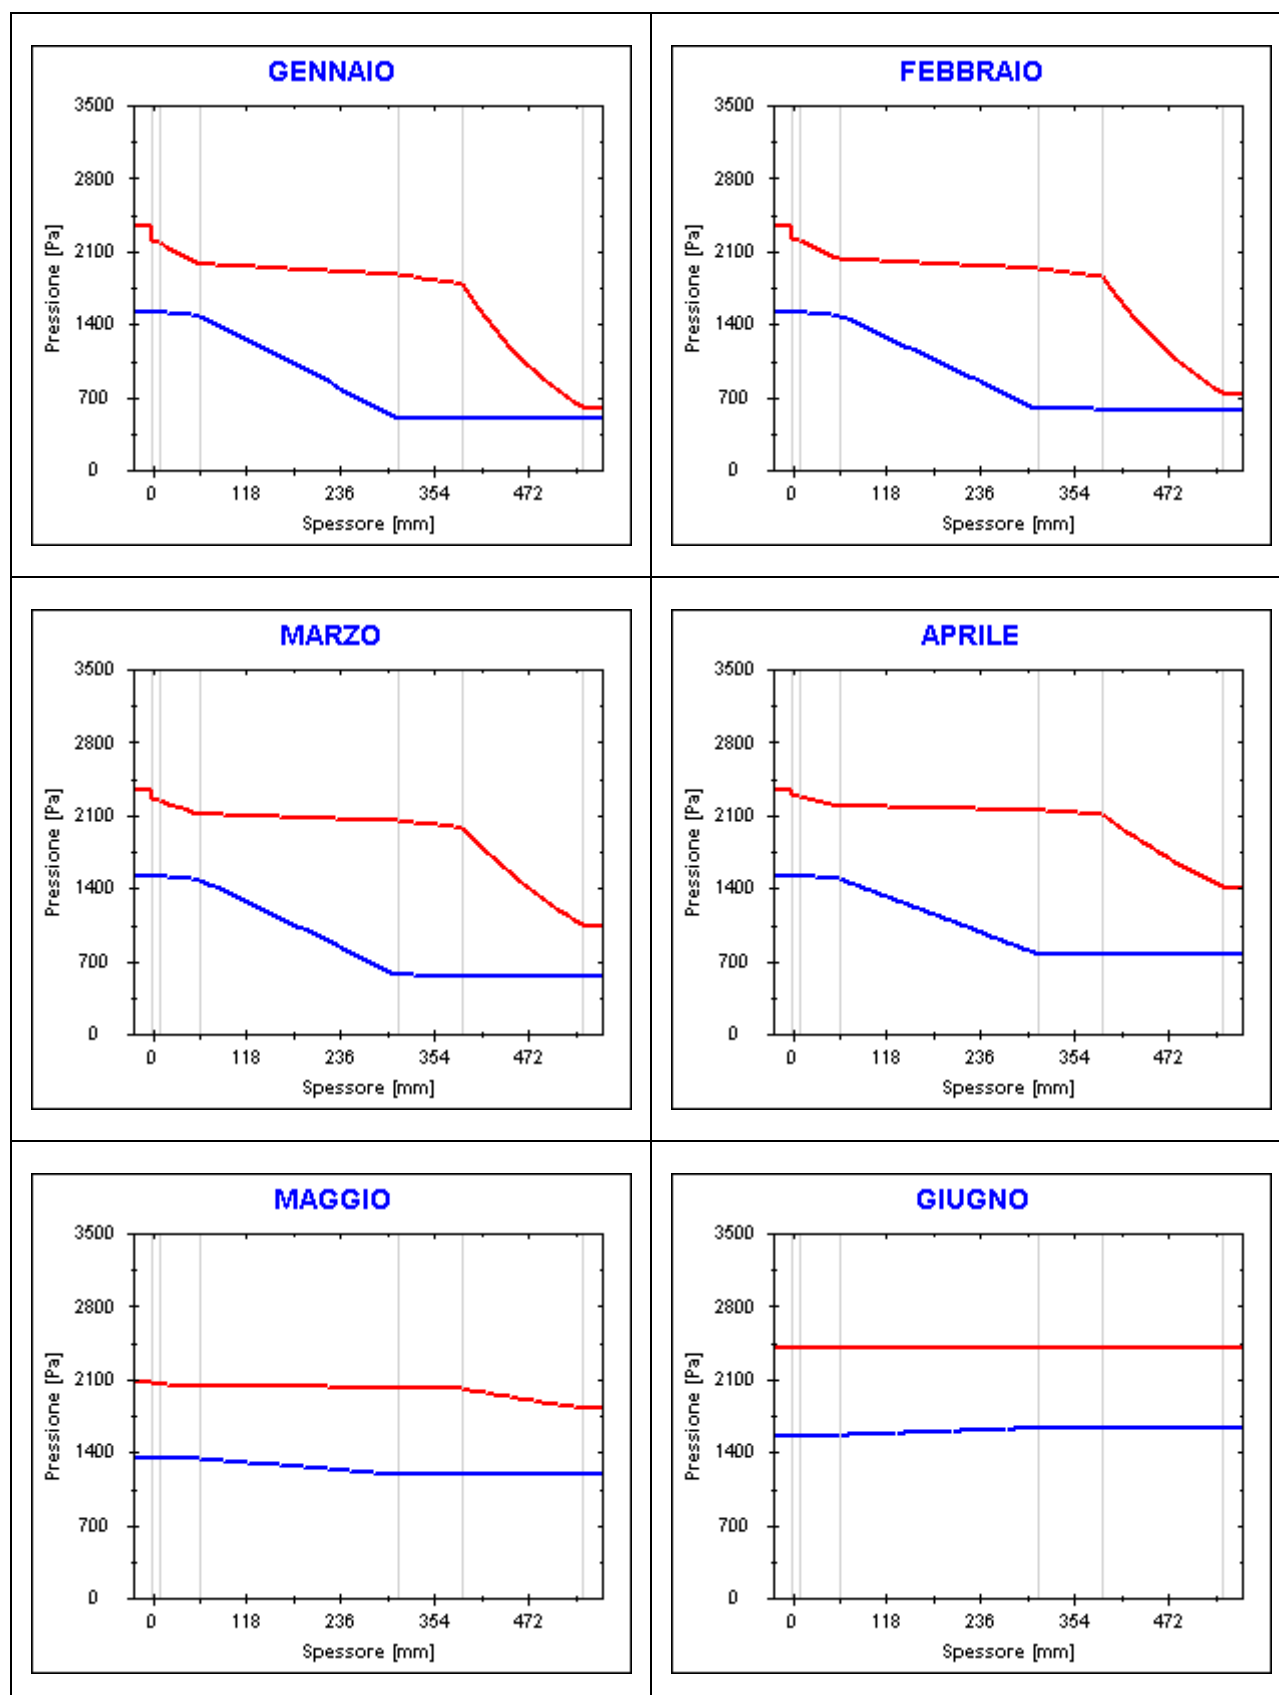 GENNAIO
3500
2800
2100
1400
700
0
Pressione [Pa]
0 118 236 354 472
Spessore [mm]
FEBBRAIO
3500
2800
2100
1400
700
0
Pressione [Pa]
0 118 236 354 472
Spessore [mm]
MARZO
3500
2800
2100
1400
700
0
Pressione [Pa]
0 118 236 354 472
Spessore [mm]
APRILE
3500
2800
2100
1400
700
0
Pressione [Pa]
0 118 236 354 472
Spessore [mm]
MAGGIO
3500
2800
2100
1400
700
0
Pressione [Pa]
0 118 236 354 472
Spessore [mm]
GIUGNO
3500
2800
2100
1400
700
0
Pressione [Pa]
0 118 236 354 472
Spessore [mm]